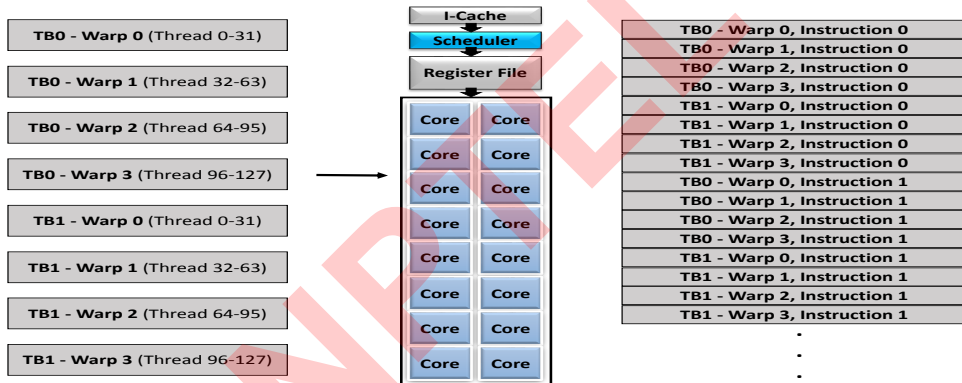 TB0 - Warp 0 (Thread 0-31)
TB0 - Warp 1 (Thread 32-63)
TB0 - Warp 2 (Thread 64-95)
TB0 - Warp 3 (Thread 96-127)
TB1 - Warp 0 (Thread 0-31)
TB1 - Warp 1 (Thread 32-63)
TB1 - Warp 2 (Thread 64-95)
TB1 - Warp 3 (Thread 96-127)
I-Cache
Scheduler
Register File
Core Core
Core Core
Core Core
Core Core
Core Core
Core Core
Core Core
Core Core
TB0 - Warp 0, Instruction 0
TB0 - Warp 1, Instruction 0
TB0 - Warp 2, Instruction 0
TB0 - Warp 3, Instruction 0
TB1 - Warp 0, Instruction 0
TB1 - Warp 1, Instruction 0
TB1 - Warp 2, Instruction 0
TB1 - Warp 3, Instruction 0
TB0 - Warp 0, Instruction 1
TB0 - Warp 1, Instruction 1
TB0 - Warp 2, Instruction 1
TB0 - Warp 3, Instruction 1
TB1 - Warp 0, Instruction 1
TB1 - Warp 1, Instruction 1
TB1 - Warp 2, Instruction 1
TB1 - Warp 3, Instruction 1
.
.
.
NPTEL